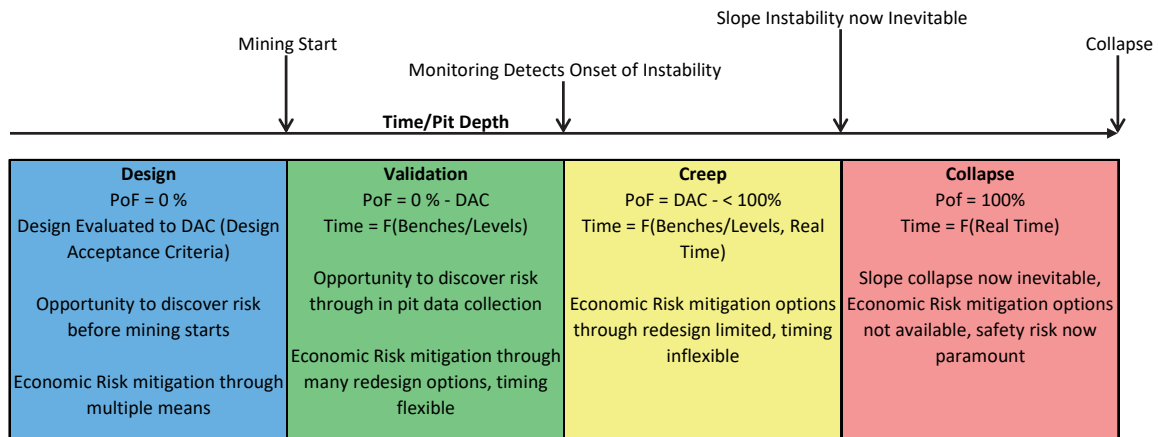 Slope Instability now Inevitable
Mining Start
Collapse
Monitoring Detects Onset of Instability
Time/Pit Depth
Design
PoF = 0 %
Design Evaluated to DAC (Design
Acceptance Criteria)
Opportunity to discover risk
before mining starts
Economic Risk mitigation through
multiple means
Validation
PoF = 0 % - DAC
Time = F(Benches/Levels)
Opportunity to discover risk
through in pit data collection
Economic Risk mitigation through
many redesign options, timing
flexible
Creep
PoF = DAC - < 100%
Time = F(Benches/Levels, Real
Time)
Economic Risk mitigation options
through redesign limited, timing
inflexible
Collapse
Pof = 100%
Time = F(Real Time)
Slope collapse now inevitable,
Economic Risk mitigation options
not available, safety risk now
paramount